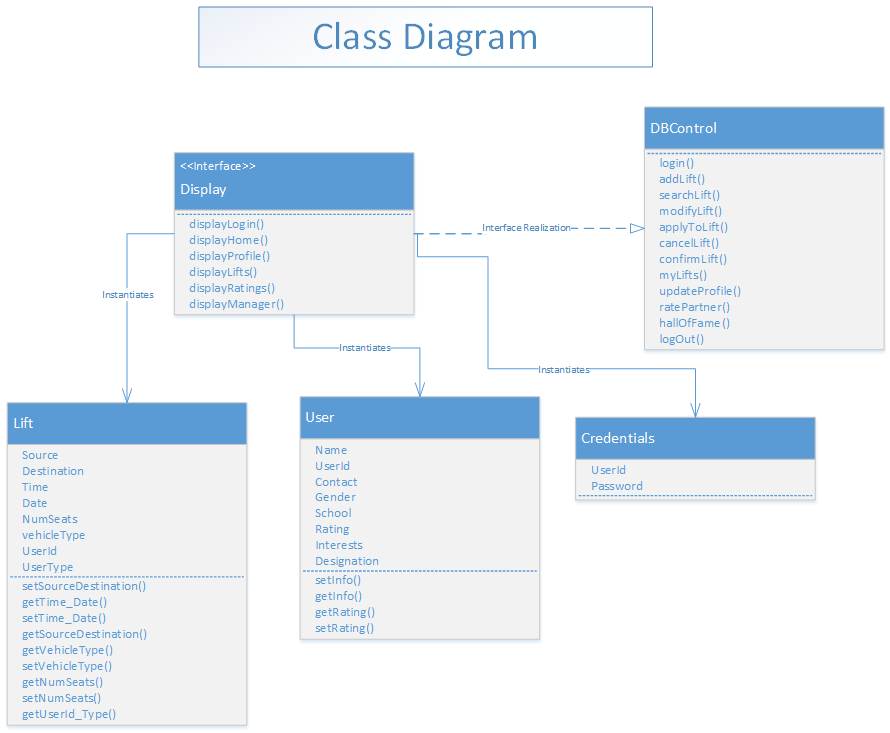 Class Diagram
<<Interface>>
Display
displayLogin()
displayHome()
displayProfile()
displayLifts()
displayRatings()
displayManager()
Interface Realization
DBControl
login()
addLift()
searchLift()
modifyLift()
applyToLift()
cancelLift()
confirmLift()
myLifts()
updateProfile()
ratePartner()
hallOfFame()
logOut()
Instantiates
Instantiates
Instantiates
Lift
Source
Destination
Time
Date
NumSeats
vehicleType
UserId
UserType
setSourceDestination()
getTime_Date()
setTime_Date()
getSourceDestination()
getVehicleType()
setVehicleType()
getNumSeats()
setNumSeats()
getUserId_Type()
User
Name
UserId
Contact
Gender
School
Rating
Interests
Designation
setInfo()
getInfo()
getRating()
setRating()
Credentials
UserId
Password